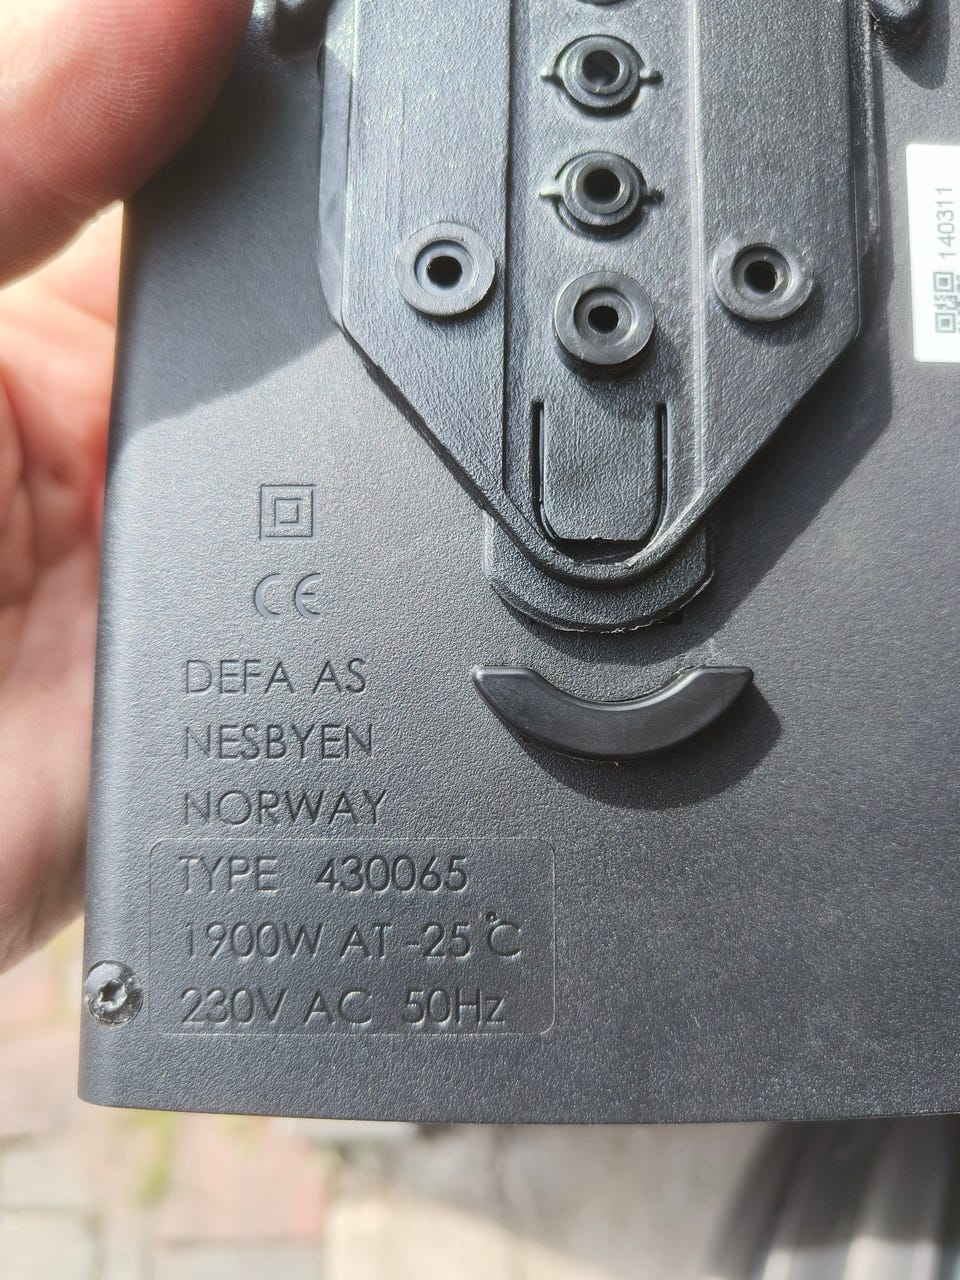 140311
CE
DEFA AS
NESBYEN
NORWAY
TYPE 430065
1900W AT -25°C
230V AC 50Hz